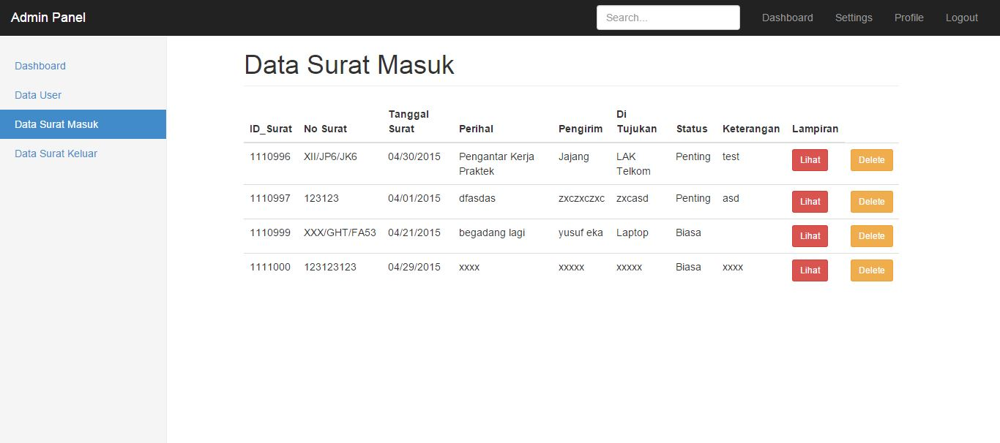 Admin Panel
Search...
Dashboard Settings Profile Logout
Dashboard
Data User
Data Surat Masuk
Data Surat Keluar
Data Surat Masuk
ID_Surat No Surat Tanggal Surat Perihal Pengirim Di Tujukan Status Keterangan Lampiran
1110996 XII/JP6/JK6 04/30/2015 Pengantar Kerja Praktek Jajang LAK Telkom Penting test Lihat Delete
1110997 123123 04/01/2015 dfasdas zxczxczxc zxcasd Penting asd Lihat Delete
1110999 XXX/GHT/FA53 04/21/2015 begadang lagi yusuf eka Laptop Biasa Lihat Delete
1111000 123123123 04/29/2015 xxxx xxxxx xxxxx Biasa xxxx Lihat Delete